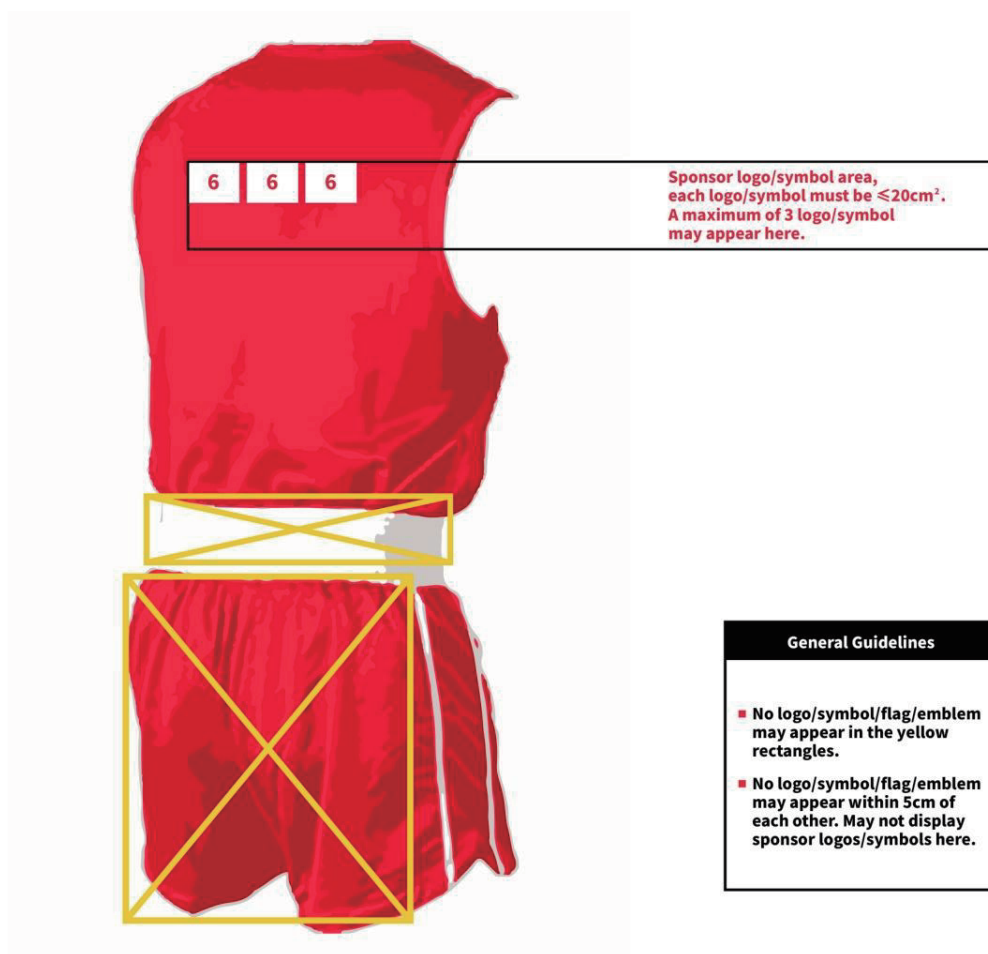 6 6 6
Sponsor logo/symbol area,
each logo/symbol must be ≤20cm².
A maximum of 3 logo/symbol
may appear here.
General Guidelines
No logo/symbol/flag/emblem
may appear in the yellow
rectangles.
No logo/symbol/flag/emblem
may appear within 5cm of
each other. May not display
sponsor logos/symbols here.